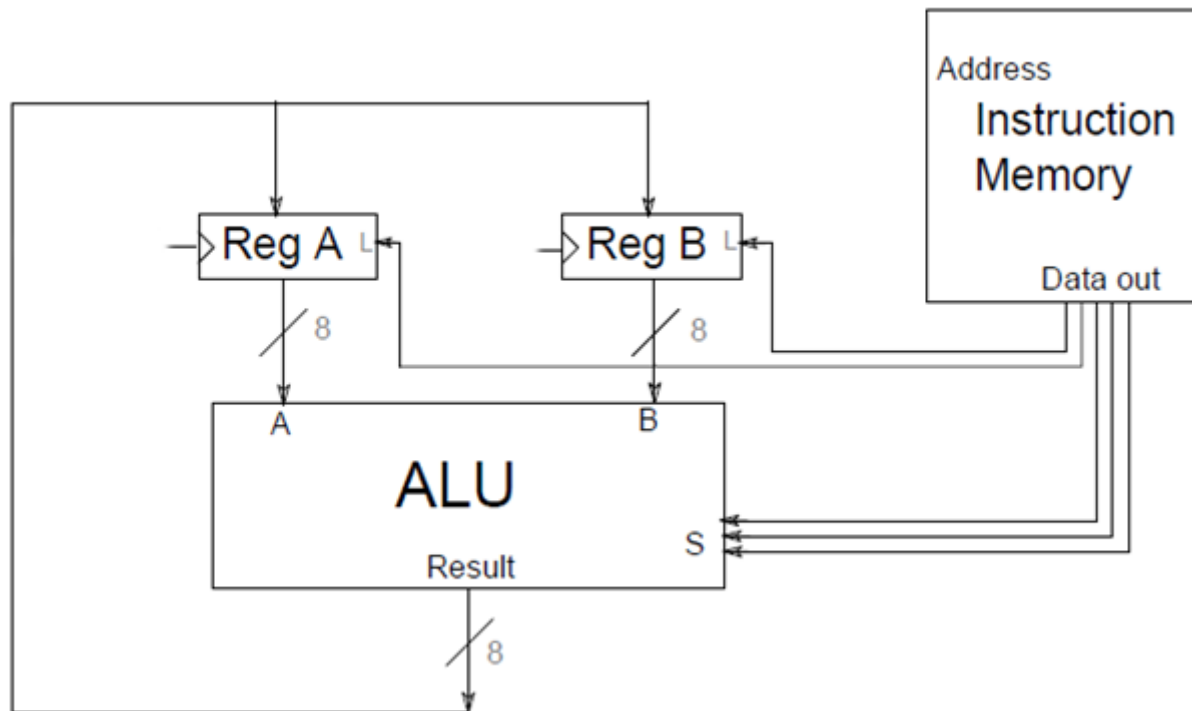 Address
Instruction
Memory
Data out
Reg A
L
Reg B
L
8
8
A
B
ALU
S
Result
8